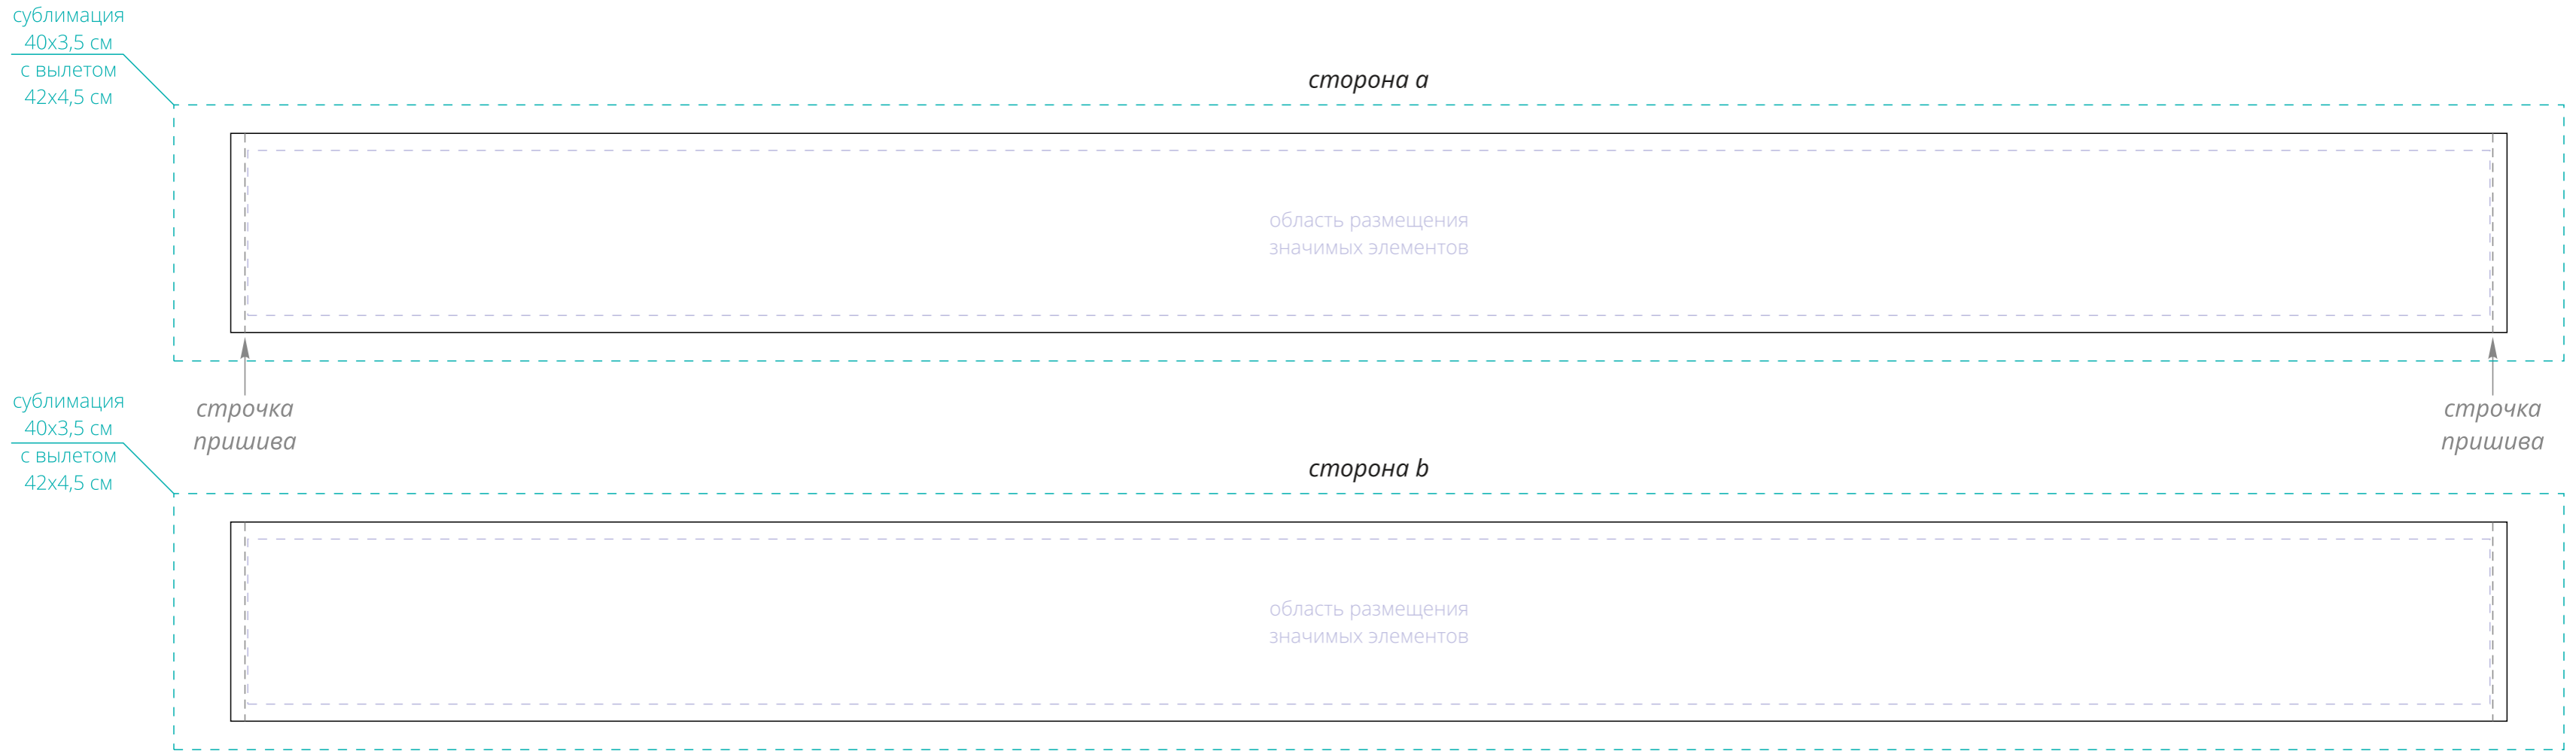 сублимация
40х3,5 см
с вылетом
42х4,5 см
сторона a
область размещения
значимых элементов
строчка
пришива
строчка
пришива
сублимация
40х3,5 см
с вылетом
42х4,5 см
сторона b
область размещения
значимых элементов